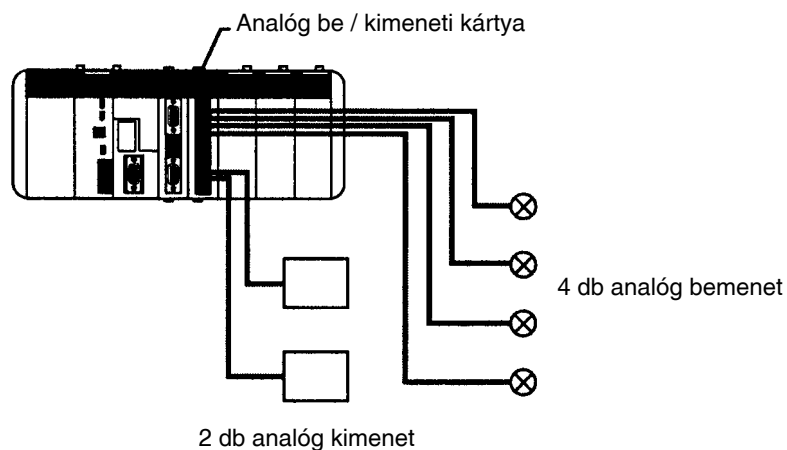 Analóg be / kimeneti kártya
4 db analóg bemenet
2 db analóg kimenet